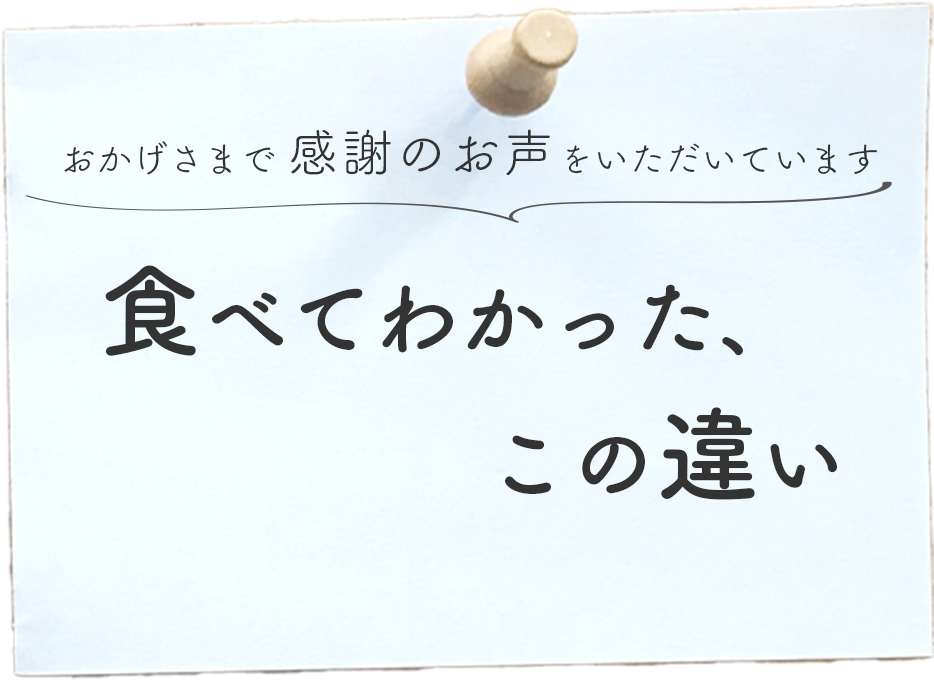 おかげさまで感謝のお声をいただいています
食べてわかった、
この違い